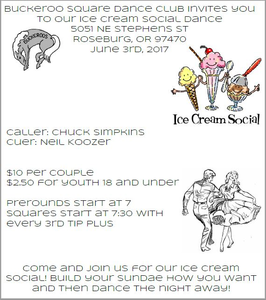 Buckeroo Square Dance Club invites you
to our Ice cream Social Dance
5051 NE Stephens St
Roseburg, OR 97470
June 3rd, 2017
BUCKEROOS
Ice Cream Social
Caller: Chuck Simpkins
Cuer: Neil Koozer
$10 per couple
$2.50 for youth 18 and under
Prerounds start at 7
Squares start at 7:30 with
every 3rd tip plus
Come and join us for our ice cream
social! Build your sundae how you want
and then dance the night away!